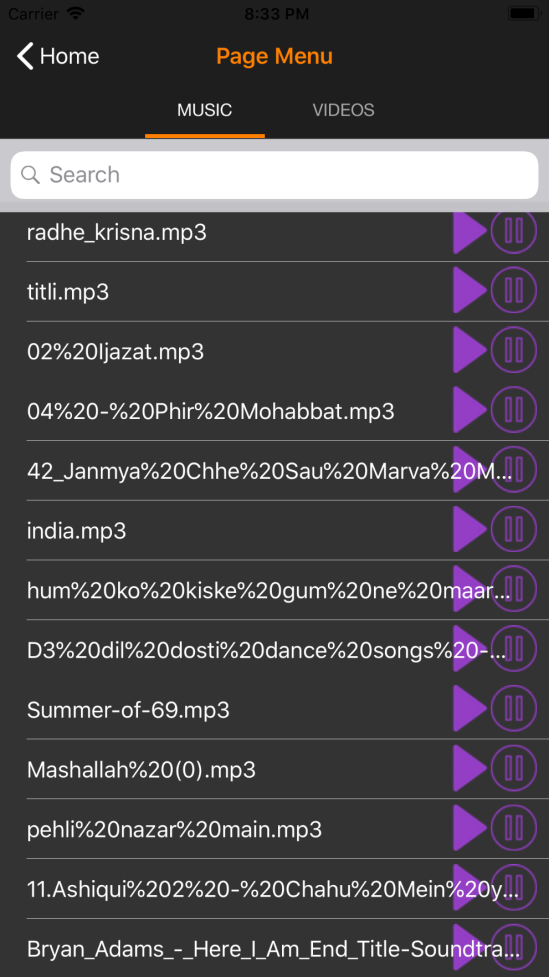 Carrier 8:33 PM
Home Page Menu
MUSIC VIDEOS
Search
radhe_krisna.mp3
titli.mp3
02%20Ijazat.mp3
04%20-%20Phir%20Mohabbat.mp3
42_Janmya%20Chhe%20Sau%20Marva%20M...
india.mp3
hum%20ko%20kiske%20gum%20ne%20maar...
D3%20dil%20dosti%20dance%20songs%20-...
Summer-of-69.mp3
Mashallah%20(0).mp3
pehli%20nazar%20main.mp3
11.Ashiqui%202%20-%20Chahu%20Mein%20y...
Bryan_Adams_-_Here_I_Am_End_Title-Soundtra...